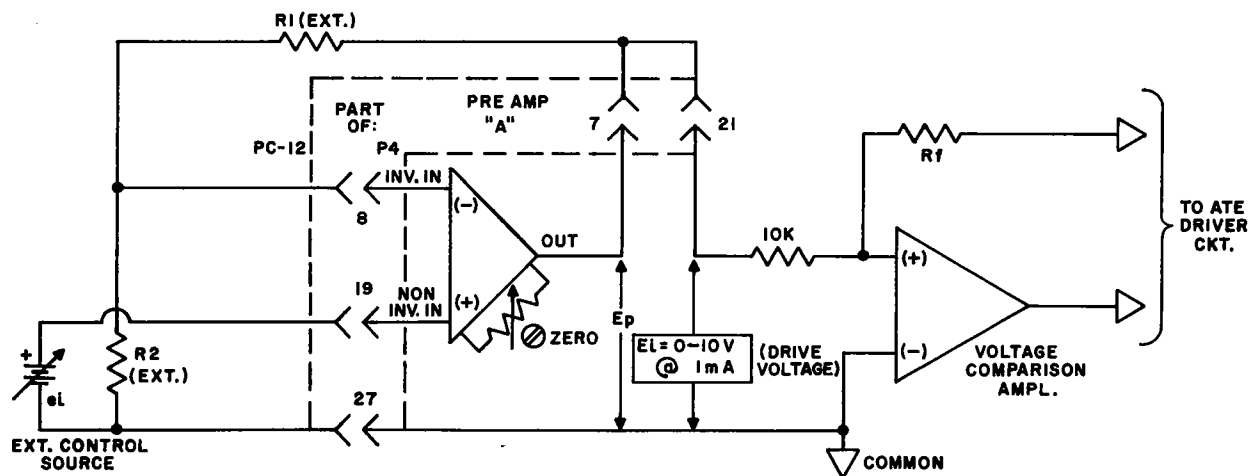 R1 (EXT.)
PART
OF:
PRE AMP
"A"
7
21
PC-12
P4
INV. IN
(-)
8
OUT
Rf
10K
TO ATE
DRIVER
CKT.
(+)
(-)
19
NON
INV. IN
(+)
ZERO
Ep
Ei = 0-10V
@ 1mA
(DRIVE
VOLTAGE)
VOLTAGE
COMPARISON
AMPL.
+
ei
R2
(EXT.)
27
EXT. CONTROL
SOURCE
COMMON